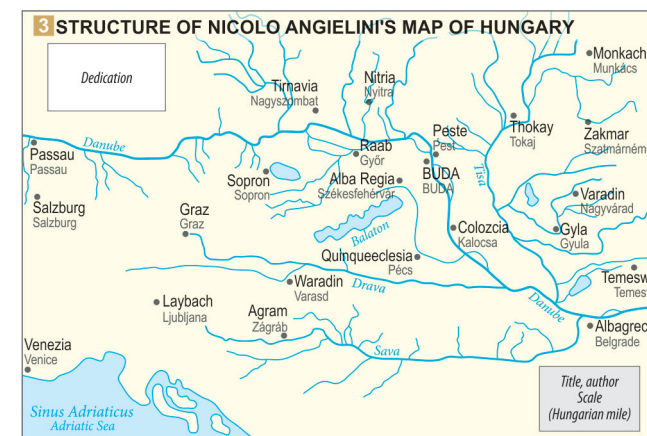 3 STRUCTURE OF NICOLO ANGIELINI'S MAP OF HUNGARY
Dedication
Monkach
Munkács
Nitria
Nyitra
Tirnavia
Nagyszombat
Thokay
Tokaj
Zakmar
Szatmárném
Peste
Pest
Danube
Passau
Passau
Raab
Győr
BUDA
BUDA
Tisa
Sopron
Sopron
Alba Regia
Székesfehérvár
Varadin
Nagyvárad
Salzburg
Salzburg
Graz
Graz
Balaton
Colozcia
Kalocsa
Gyla
Gyula
Quinqueeclesia
Pécs
Temesw
Temes
Waradin
Varasd
Drava
Danube
Laybach
Ljubljana
Agram
Zágráb
Albagrec
Belgrade
Venezia
Venice
Sava
Sinus Adriaticus
Adriatic Sea
Title, author
Scale
(Hungarian mile)